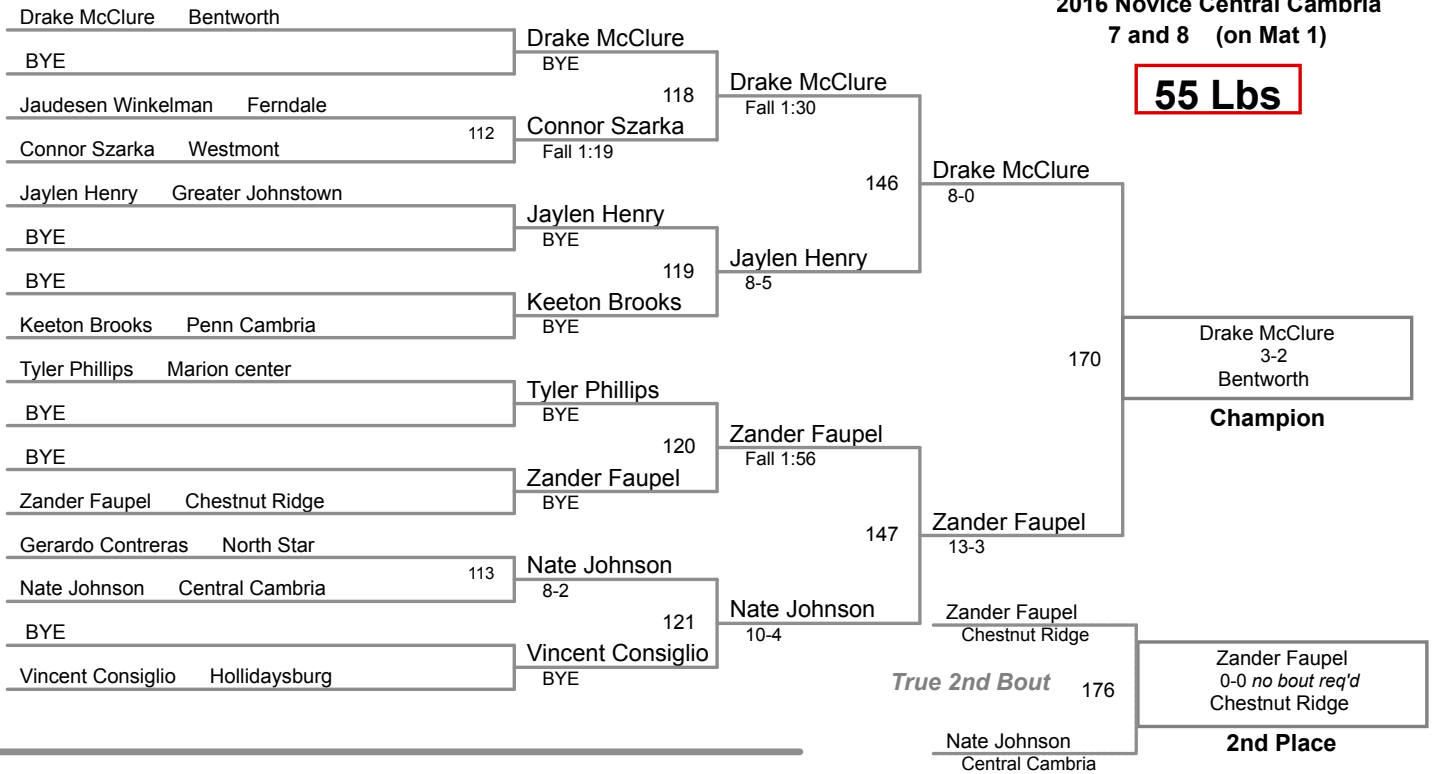 2016 Novice Central Cambria
7 and 8 (on Mat 1)
55 Lbs
Drake McClure Bentworth
BYE
Jaudesen Winkelman Ferndale
Connor Szarka Westmont
Jaylen Henry Greater Johnstown
BYE
BYE
Keeton Brooks Penn Cambria
Tyler Phillips Marion center
BYE
BYE
Zander Faupel Chestnut Ridge
Gerardo Contreras North Star
Nate Johnson Central Cambria
BYE
Vincent Consiglio Hollidaysburg
112
113
Drake McClure
BYE
Connor Szarka
Fall 1:19
Jaylen Henry
BYE
Keeton Brooks
BYE
Tyler Phillips
BYE
Zander Faupel
BYE
Nate Johnson
8-2
Vincent Consiglio
BYE
118
119
120
121
Drake McClure
Fall 1:30
Jaylen Henry
8-5
Zander Faupel
Fall 1:56
Nate Johnson
10-4
146
147
Drake McClure
8-0
Zander Faupel
13-3
170
Drake McClure
3-2
Bentworth
Champion
Zander Faupel
Chestnut Ridge
True 2nd Bout 176
Nate Johnson
Central Cambria
Zander Faupel
0-0 no bout req'd
Chestnut Ridge
2nd Place